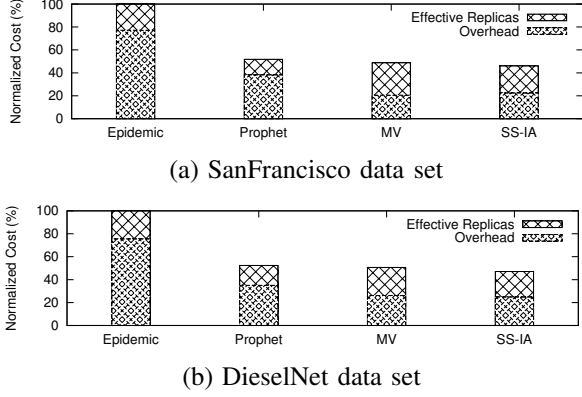 100
80
60
40
20
0
Normalized Cost (%)
Effective Replicas
Overhead
Epidemic Prophet MV SS-IA
(a) SanFrancisco data set
100
80
60
40
20
0
Normalized Cost (%)
Effective Replicas
Overhead
Epidemic Prophet MV SS-IA
(b) DieselNet data set